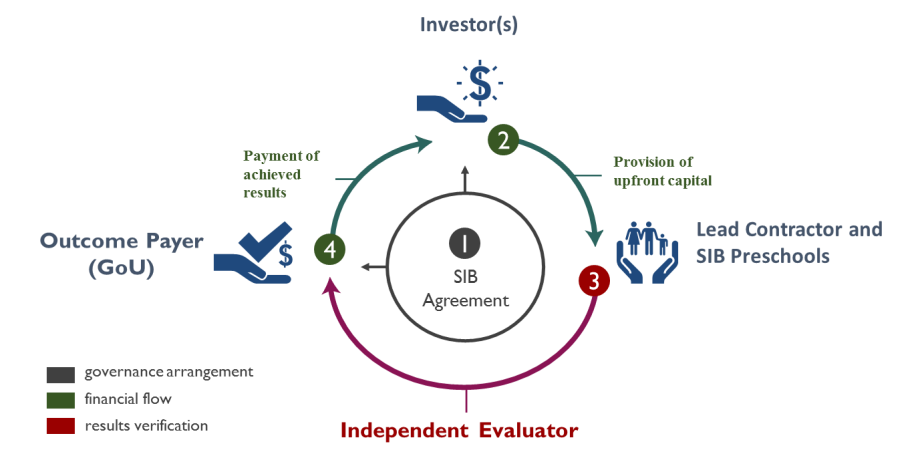 Investor(s)
$
2
Payment of
achieved
results
Provision of
upfront capital
Outcome Payer
(GoU)
$
4
1
SIB
Agreement
Lead Contractor and
SIB Preschools
3
governance arrangement
financial flow
results verification
Independent Evaluator